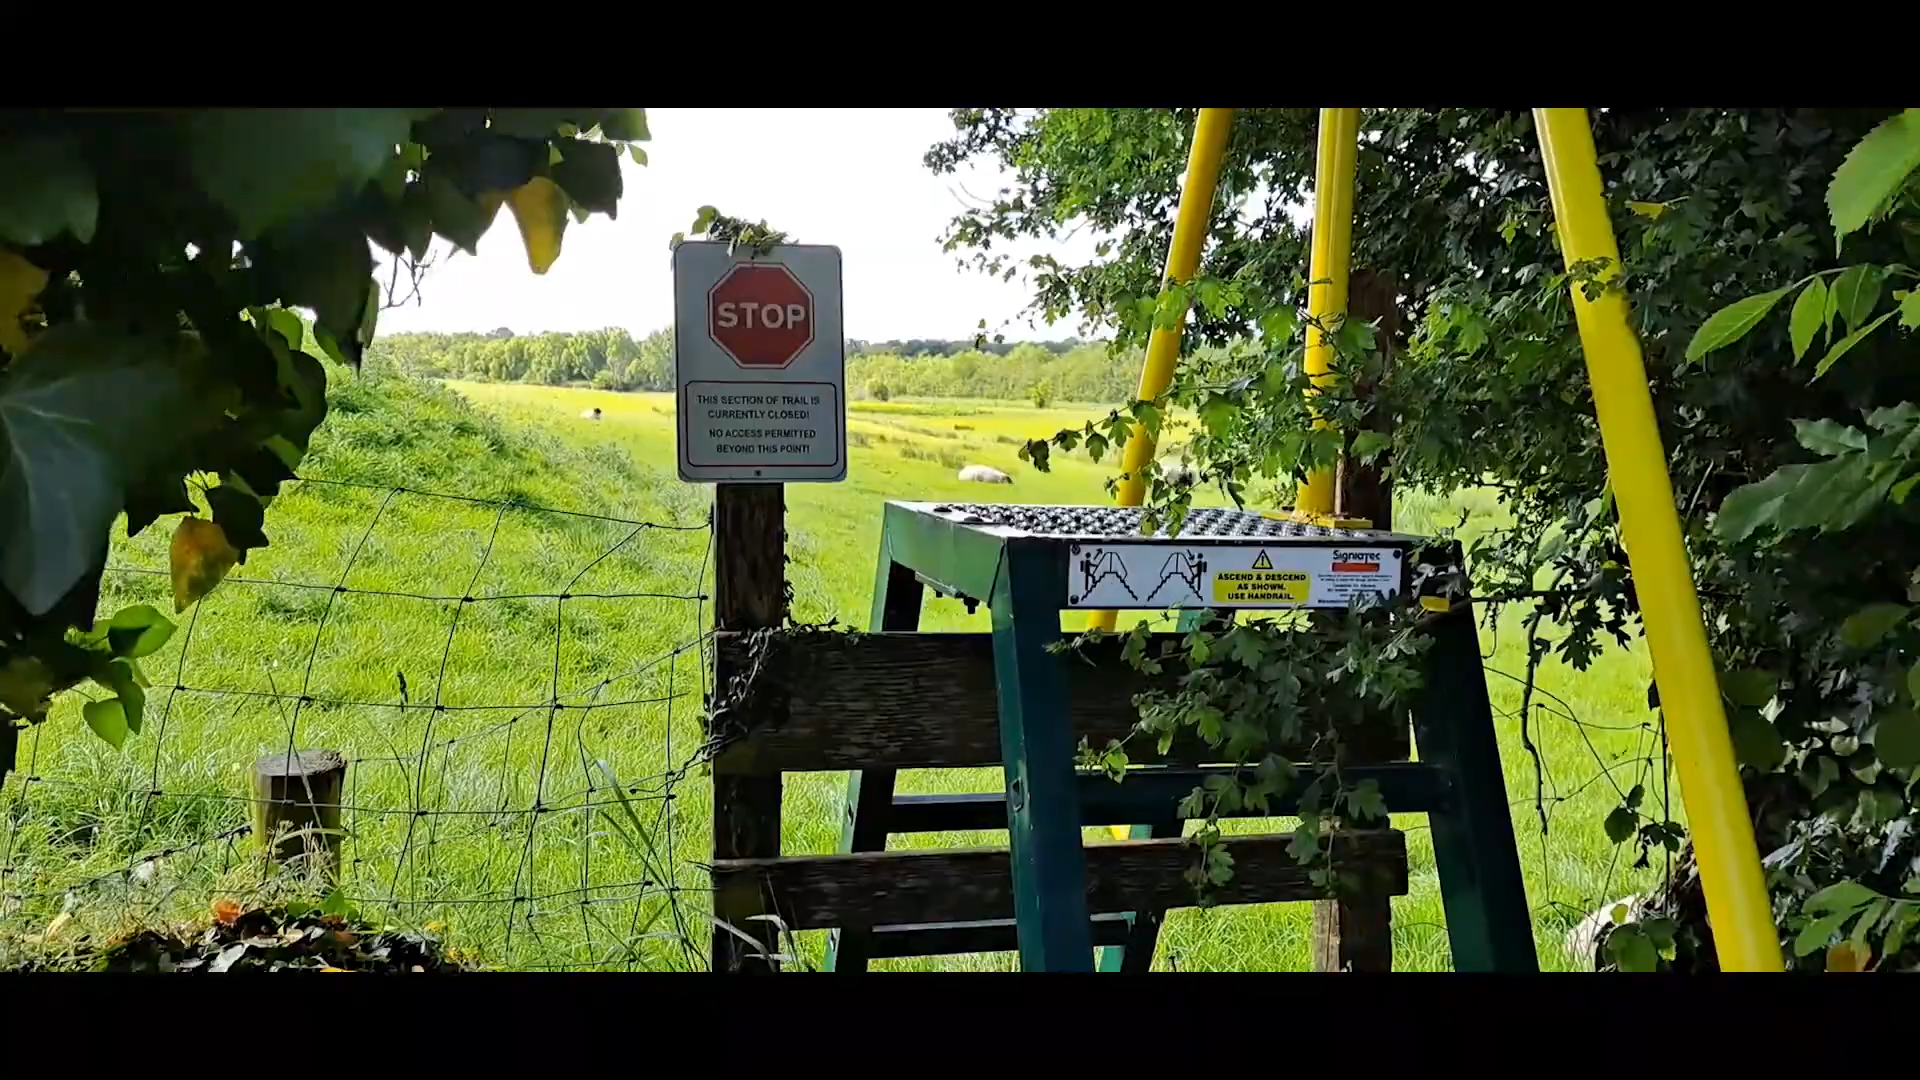 STOP
THIS SECTION OF TRAIL IS
CURRENTLY CLOSED!
NO ACCESS PERMITTED
BEYOND THIS POINT!
ASCEND & DESCEND
AS SHOWN.
USE HANDRAIL.
Signiatec